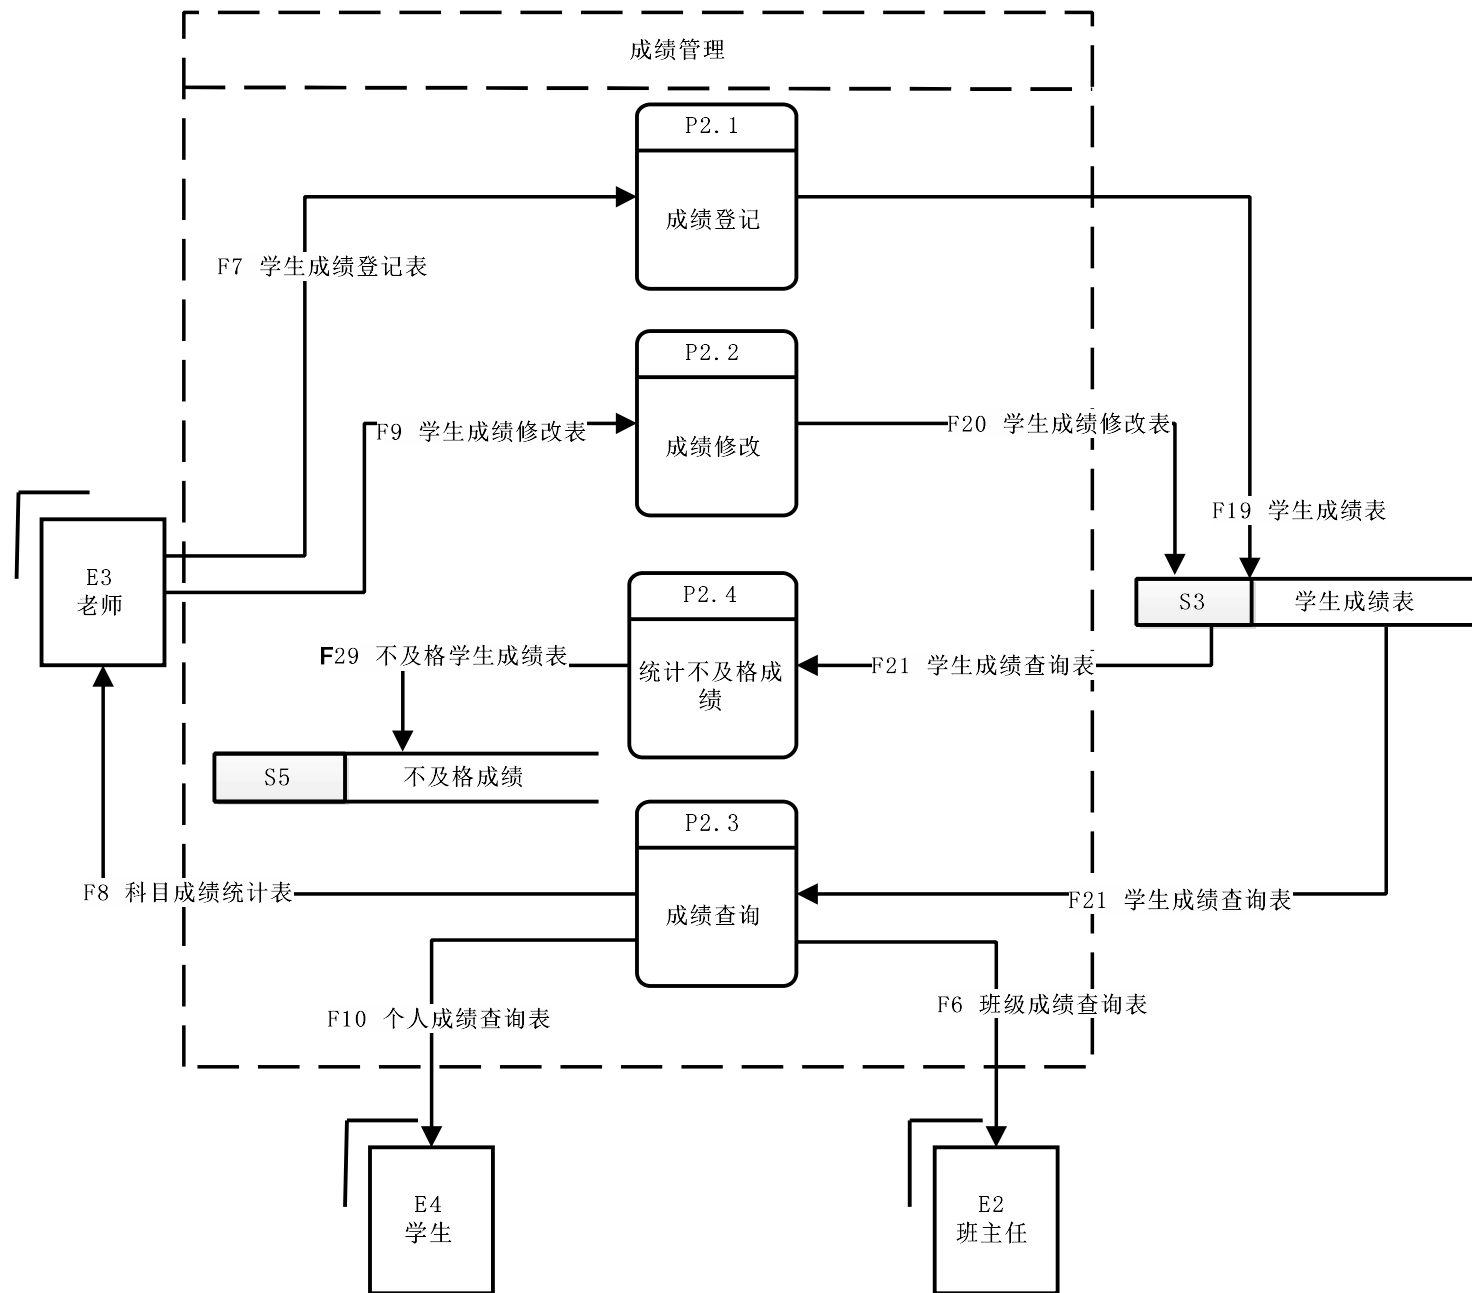 成绩管理
P2.1
成绩登记
F7 学生成绩登记表
P2.2
成绩修改
F9 学生成绩修改表
F20 学生成绩修改表
F19 学生成绩表
E3
老师
P2.4
统计不及格成
绩
S3
学生成绩表
F29 不及格学生成绩表
F21 学生成绩查询表
S5
不及格成绩
P2.3
成绩查询
F8 科目成绩统计表
F21 学生成绩查询表
F10 个人成绩查询表
F6 班级成绩查询表
E4
学生
E2
班主任